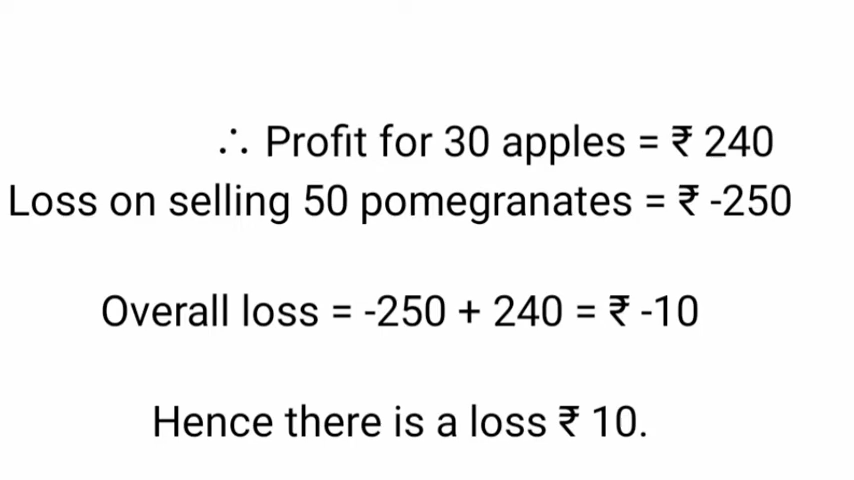 ∴ Profit for 30 apples = ₹ 240
Loss on selling 50 pomegranates = ₹ -250
Overall loss = -250 + 240 = ₹ -10
Hence there is a loss ₹ 10.